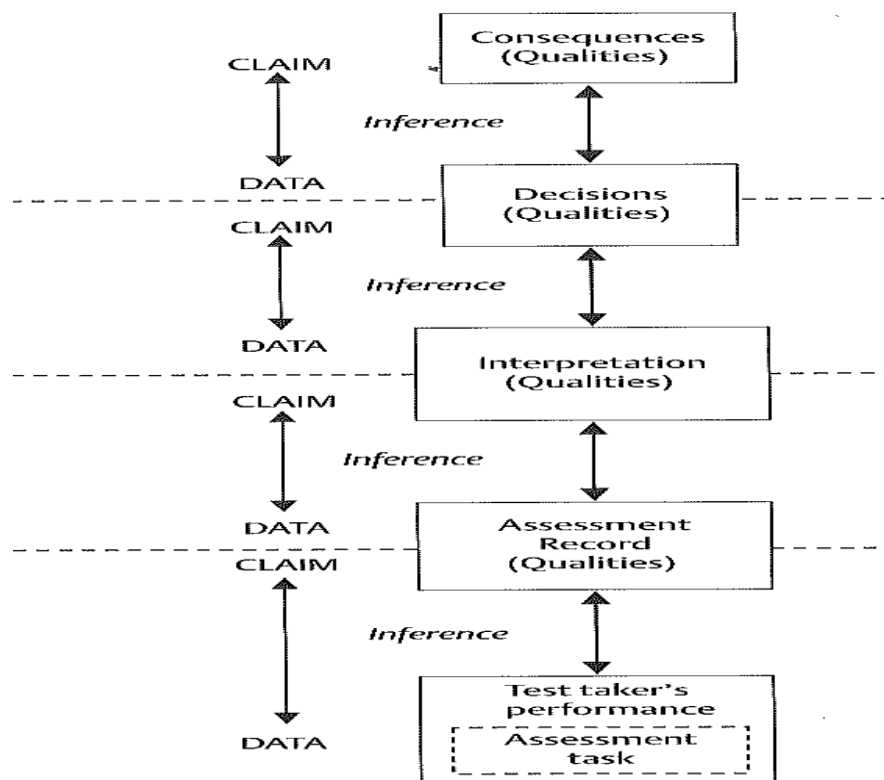 Consequences
(Qualities)
CLAIM
Inference
DATA
Decisions
(Qualities)
CLAIM
Inference
DATA
Interpretation
(Qualities)
CLAIM
Inference
DATA
Assessment
Record
(Qualities)
CLAIM
Inference
Test taker's
performance
DATA
Assessment
task